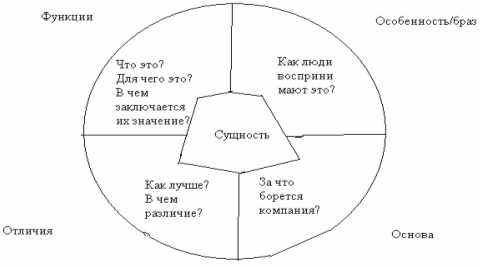 Функции
Особенность/браз
Что это?
Для чего это?
В чем
заключается
их значение?
Как люди
восприни
мают это?
Сущность
Как лучше?
В чем
различие?
За что
борется
компания?
Отличия
Основа